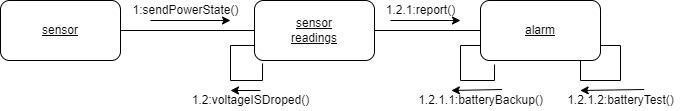 1:sendPowerState()
1.2.1:report()
sensor
sensor
readings
alarm
1.2:voltageISDroped()
1.2.1.1:batteryBackup()
1.2.1.2:batteryTest()